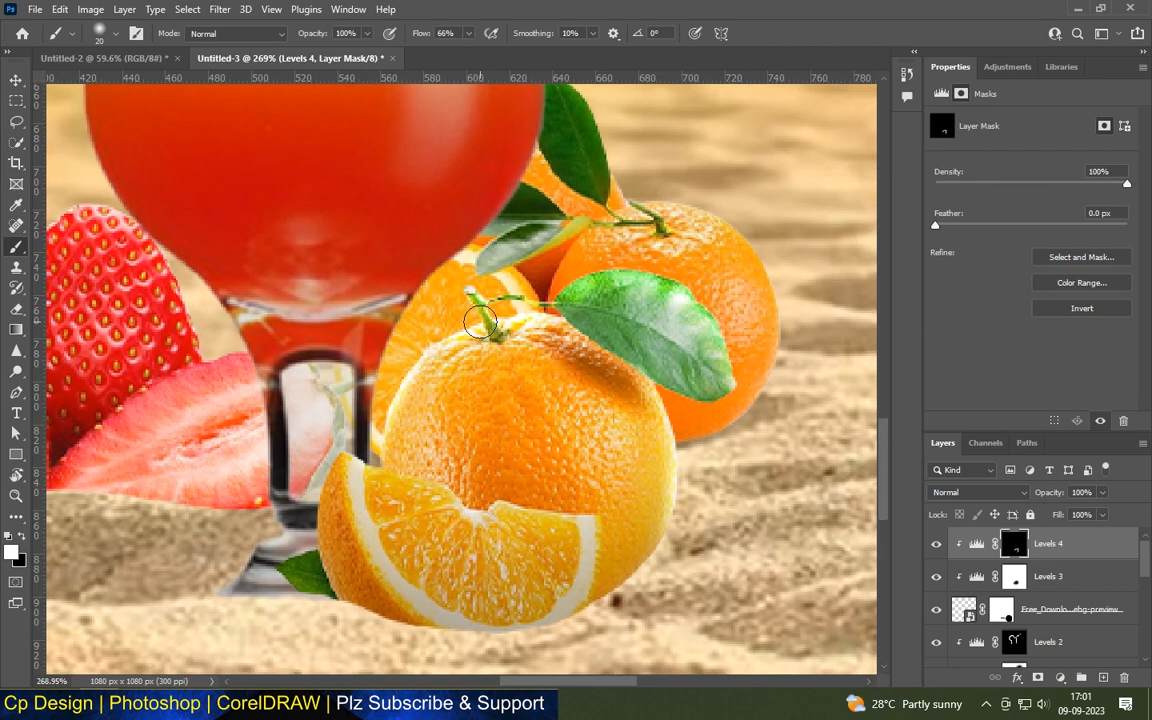 Ps File Edit Image Layer Type Select Filter 3D View Plugins Window Help
20 Mode: Normal Opacity: 100% Flow: 66% Smoothing: 10% 0°
Untitled-2 @ 59.6% (RGB/8#) * × Untitled-3 @ 269% (Levels 4, Layer Mask/8) * ×
420 440 460 480 500 520 540 560 580 600 620 640 660 680 700 720 740 760 780
Properties Adjustments Libraries
Masks
Layer Mask
Density: 100%
Feather: 0.0 px
Refine: Select and Mask...
Color Range...
Invert
Layers Channels Paths
Kind
Normal Opacity: 100%
Lock: Fill: 100%
Levels 4
Levels 3
Free_Downlo...ebg-preview
Levels 2
268.95% 1080 px x 1080 px (300 ppi)
Cp Design | Photoshop | CorelDRAW | Plz Subscribe & Support
28°C Partly sunny
17:01
09-09-2023